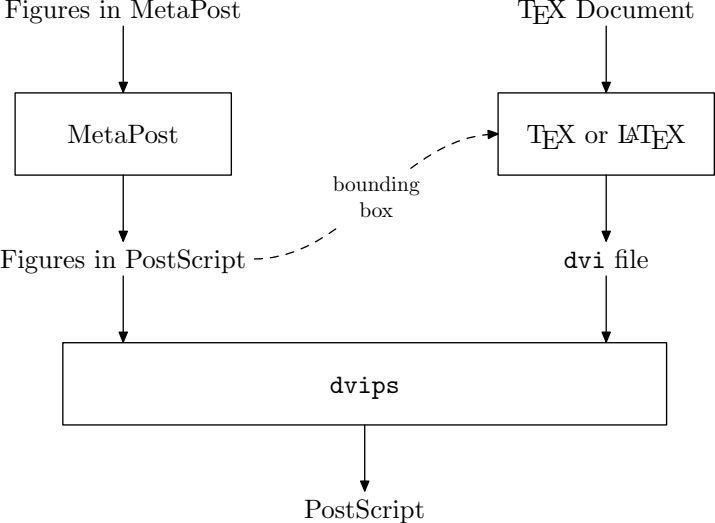 Figures in MetaPost
TEX Document
MetaPost
TEX or LATEX
bounding
box
Figures in PostScript
dvi file
dvips
PostScript